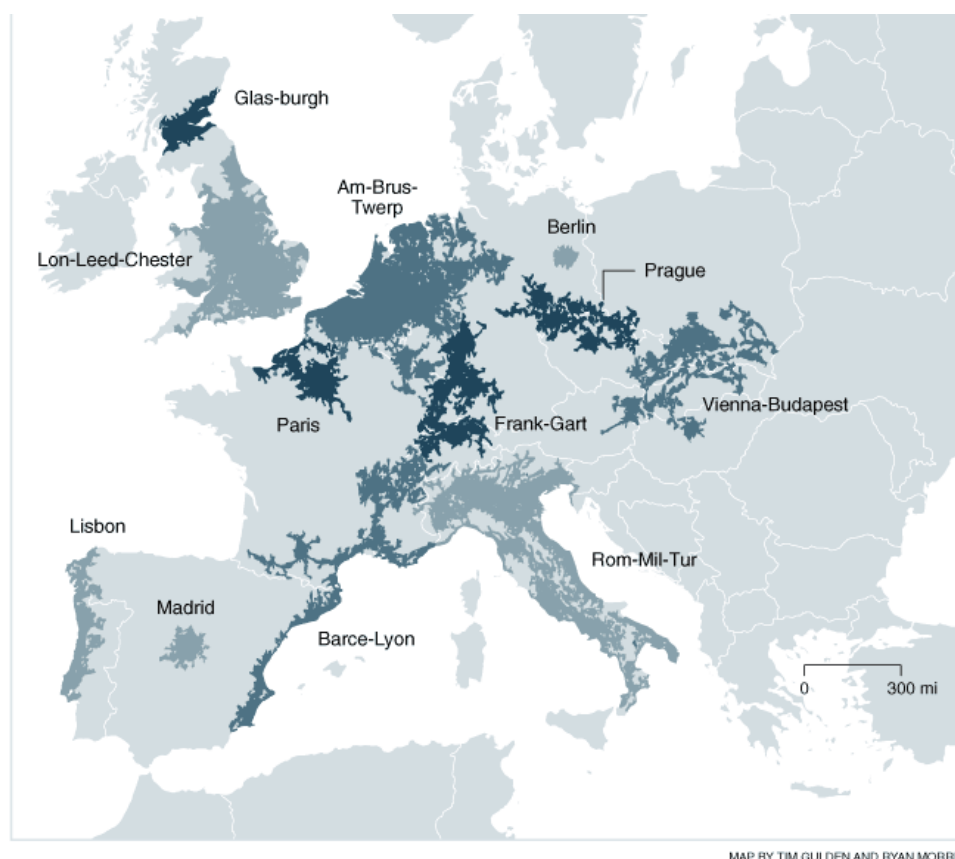 Glas-burgh
Am-Brus-
Twerp
Berlin
Lon-Leed-Chester
Prague
Paris
Frank-Gart
Vienna-Budapest
Lisbon
Rom-Mil-Tur
Madrid
Barce-Lyon
0 300 mi
MAP BY TIM GULDEN AND RYAN MORRI